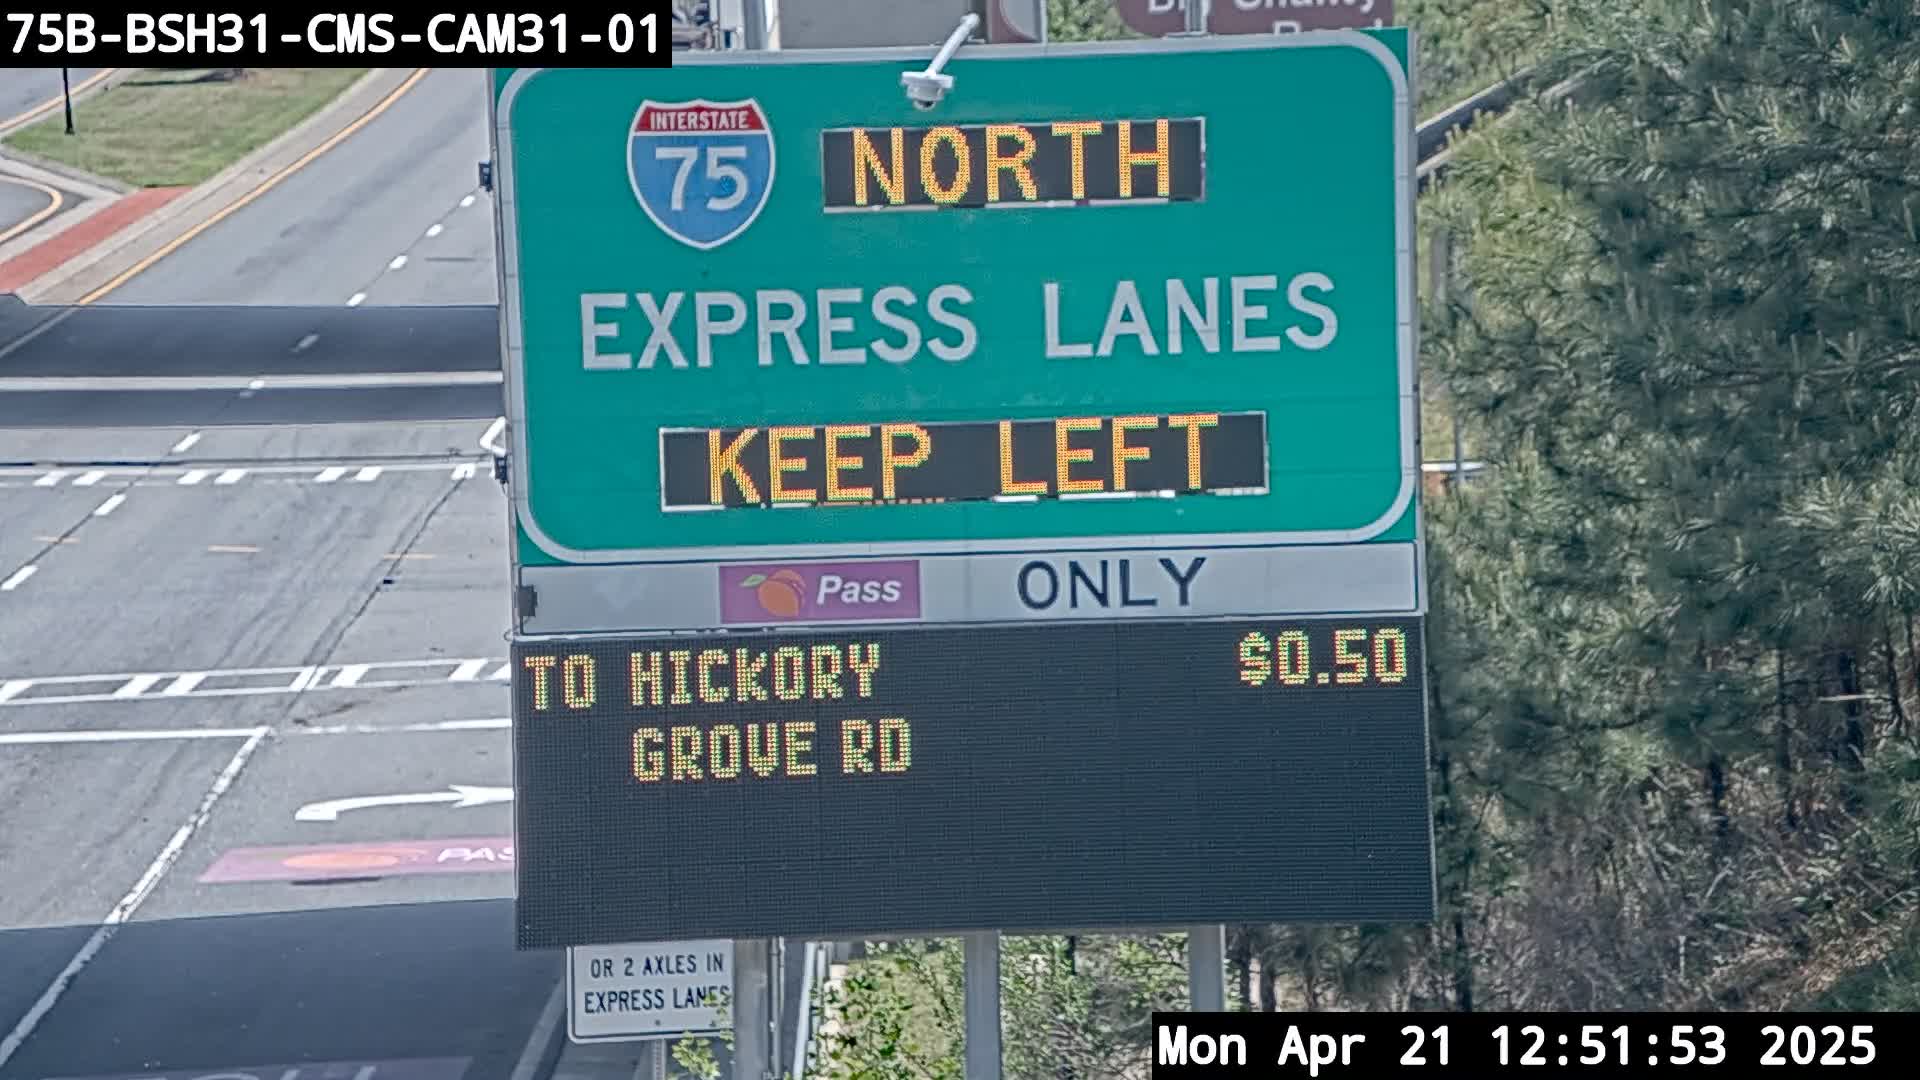 75B-BSH31-CMS-CAM31-01
INTERSTATE
75
NORTH
EXPRESS LANES
KEEP LEFT
Pass ONLY
TO HICKORY $0.50
GROVE RD
OR 2 AXLES IN
EXPRESS LANES
Mon Apr 21 12:51:53 2025